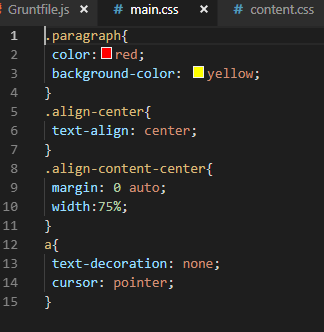 Gruntfile.js # main.css # content.css
1 .paragraph{
2 color: red;
3 background-color: yellow;
4 }
5 .align-center{
6 text-align: center;
7 }
8 .align-content-center{
9 margin: 0 auto;
10 width:75%;
11 }
12 a{
13 text-decoration: none;
14 cursor: pointer;
15 }